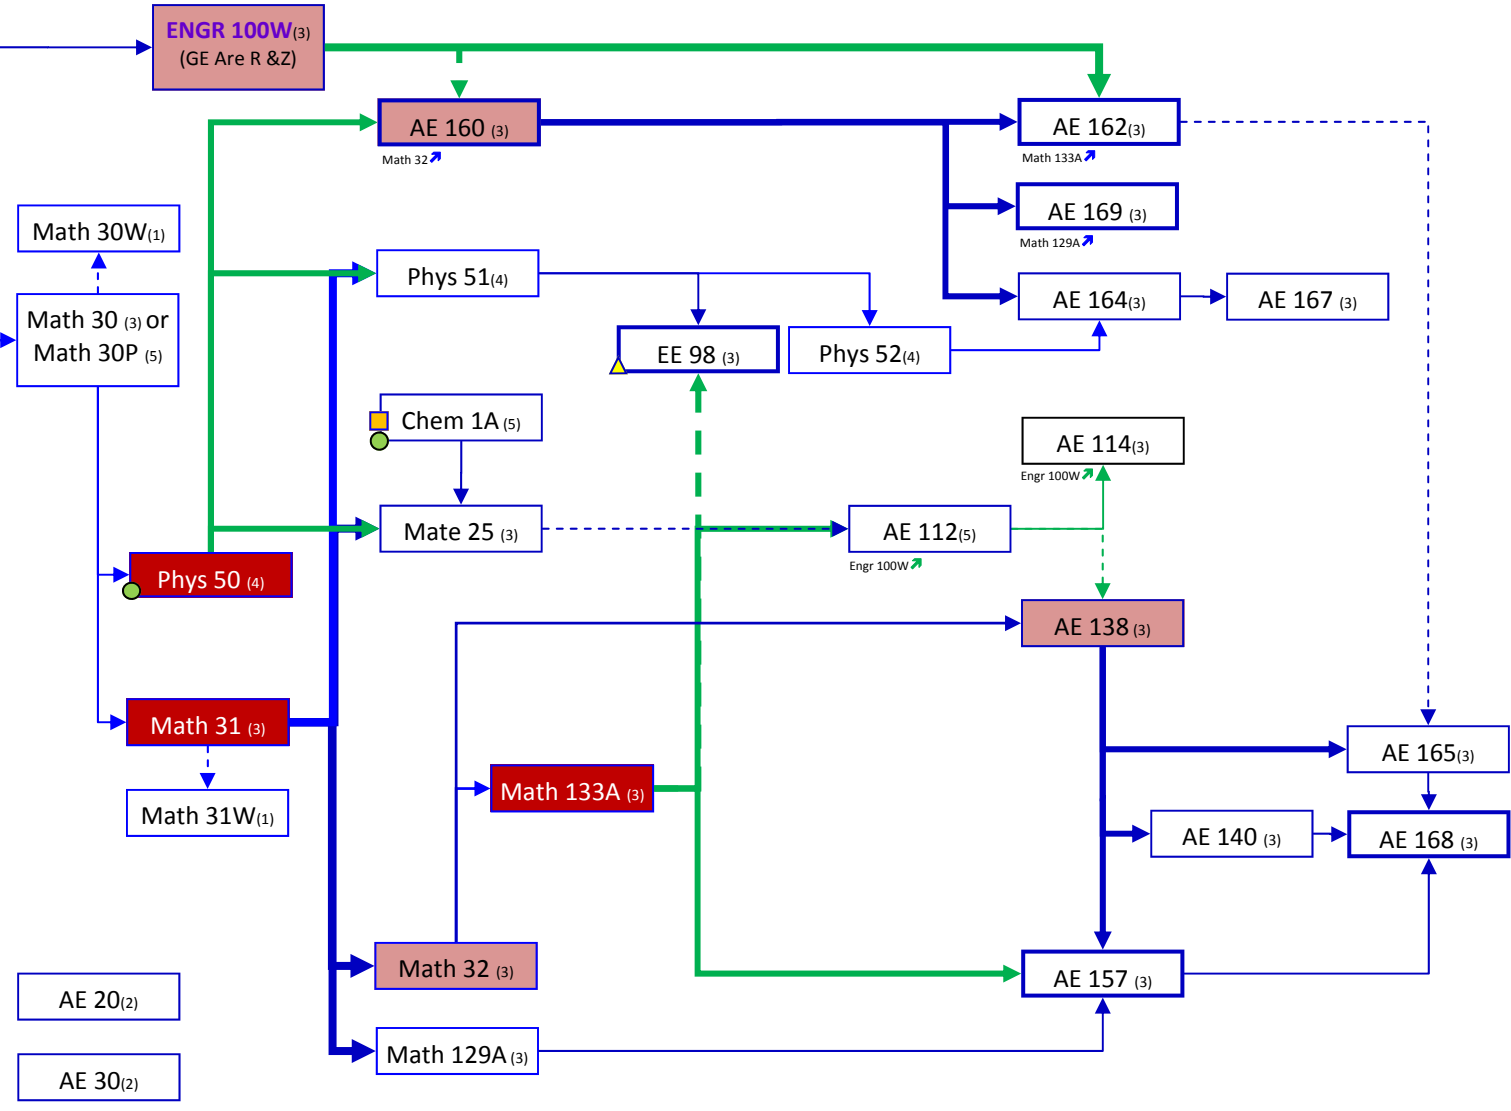 ENGR 100W(3)
(GE Are R &Z)
AE 160 (3)
Math 32
AE 162(3)
Math 133A
AE 169 (3)
Math 129A
Math 30W(1)
Phys 51(4)
AE 164(3)
AE 167 (3)
Math 30 (3) or
Math 30P (5)
EE 98 (3)
Phys 52(4)
Chem 1A (5)
AE 114(3)
Engr 100W
Mate 25 (3)
AE 112(5)
Engr 100W
Phys 50 (4)
AE 138 (3)
Math 31 (3)
AE 165(3)
Math 133A (3)
Math 31W(1)
AE 140 (3)
AE 168 (3)
Math 32 (3)
AE 157 (3)
AE 20(2)
Math 129A (3)
AE 30(2)